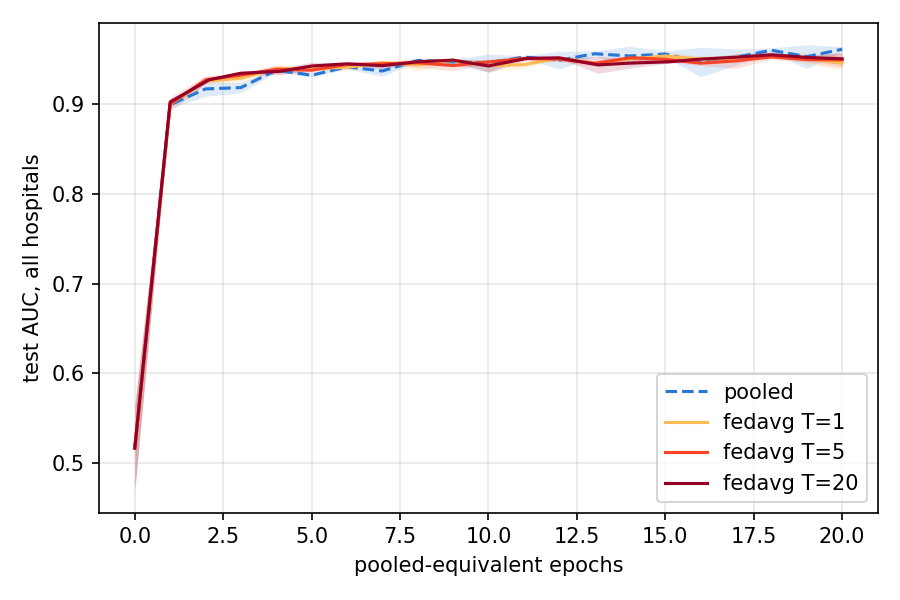 test AUC, all hospitals
0.9
0.8
0.7
0.6
0.5
pooled
fedavg T=1
fedavg T=5
fedavg T=20
0.0 2.5 5.0 7.5 10.0 12.5 15.0 17.5 20.0
pooled-equivalent epochs